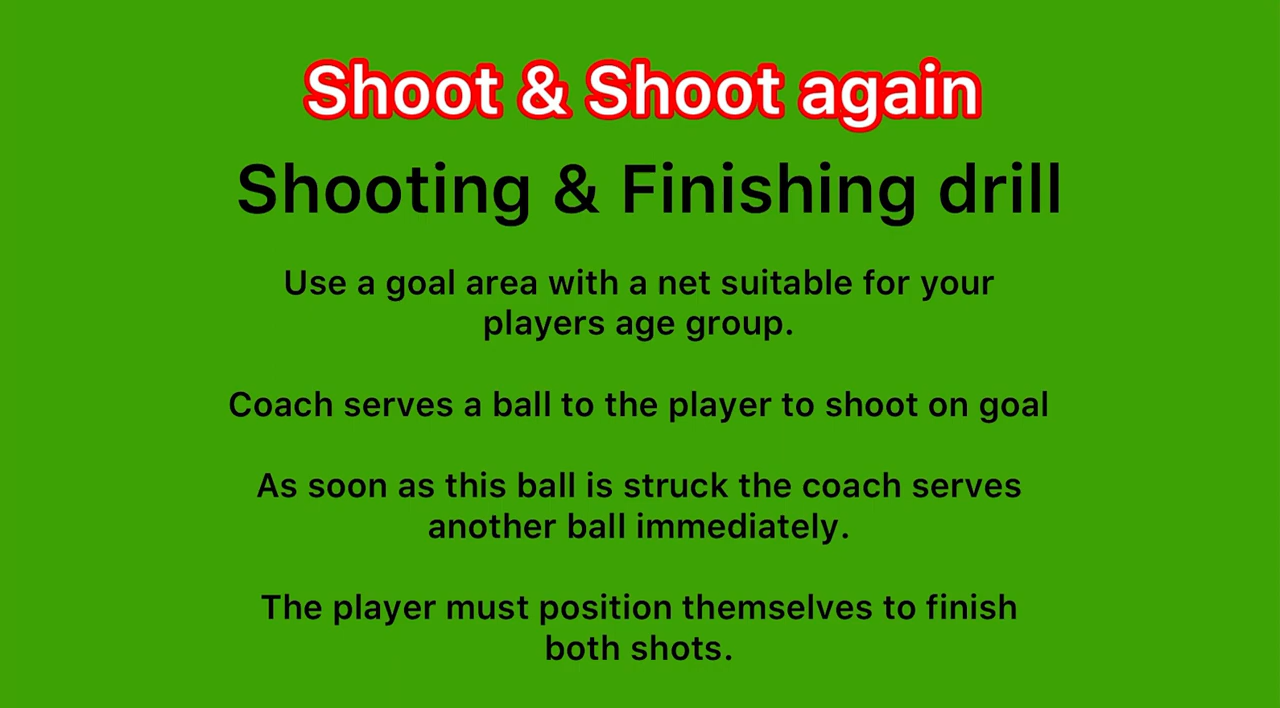 Shoot & Shoot again
Shooting & Finishing drill
Use a goal area with a net suitable for your
players age group.
Coach serves a ball to the player to shoot on goal
As soon as this ball is struck the coach serves
another ball immediately.
The player must position themselves to finish
both shots.